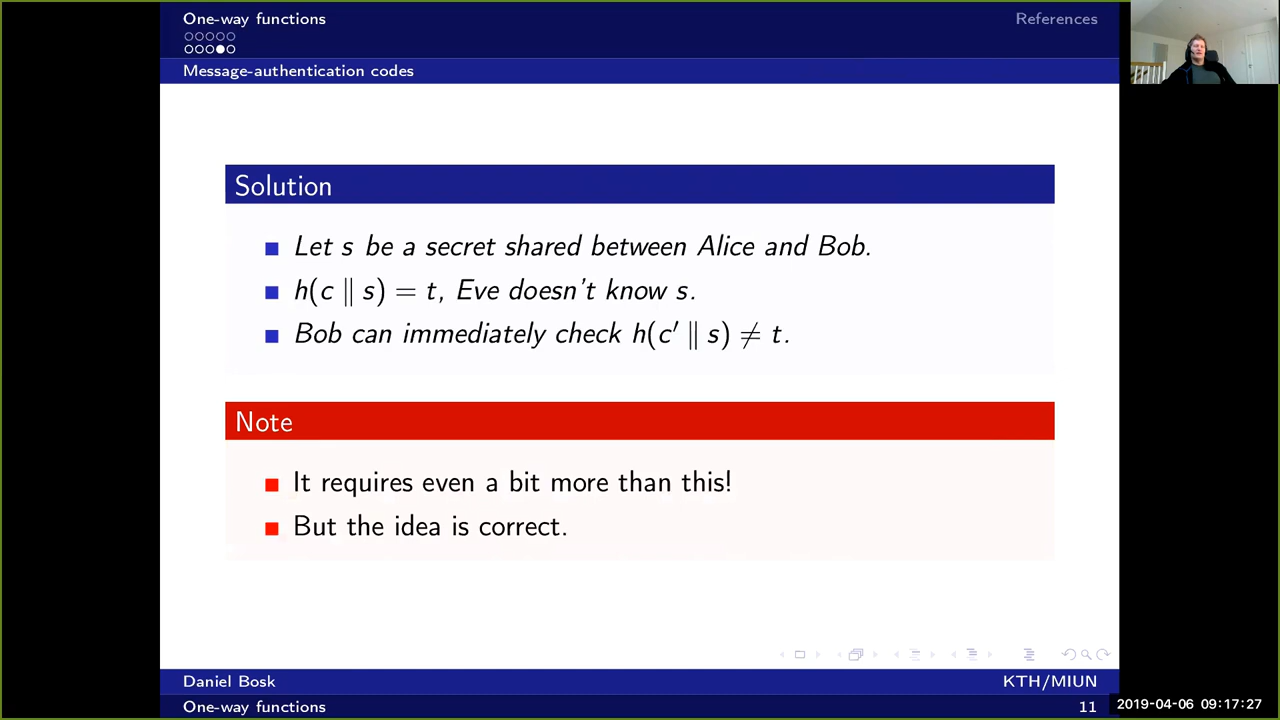 One-way functions
References
Message-authentication codes
Solution
Let s be a secret shared between Alice and Bob.
h(c ∥ s) = t, Eve doesn't know s.
Bob can immediately check h(c′ ∥ s) ≠ t.
Note
It requires even a bit more than this!
But the idea is correct.
Daniel Bosk
KTH/MIUN
One-way functions
11
2019-04-06 09:17:27